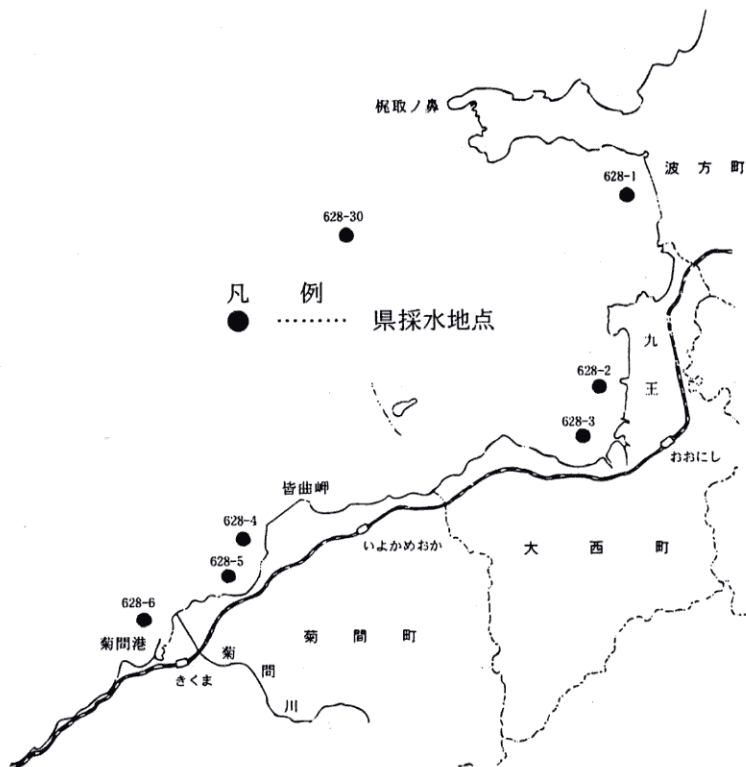 梶取ノ鼻
波方町
628-1
628-30
凡例
県採水地点
九王
628-2
628-3
おおにし
皆曲岬
628-4
いよかめおか
大西町
628-5
628-6
菊間港
菊間町
きくま
菊間川